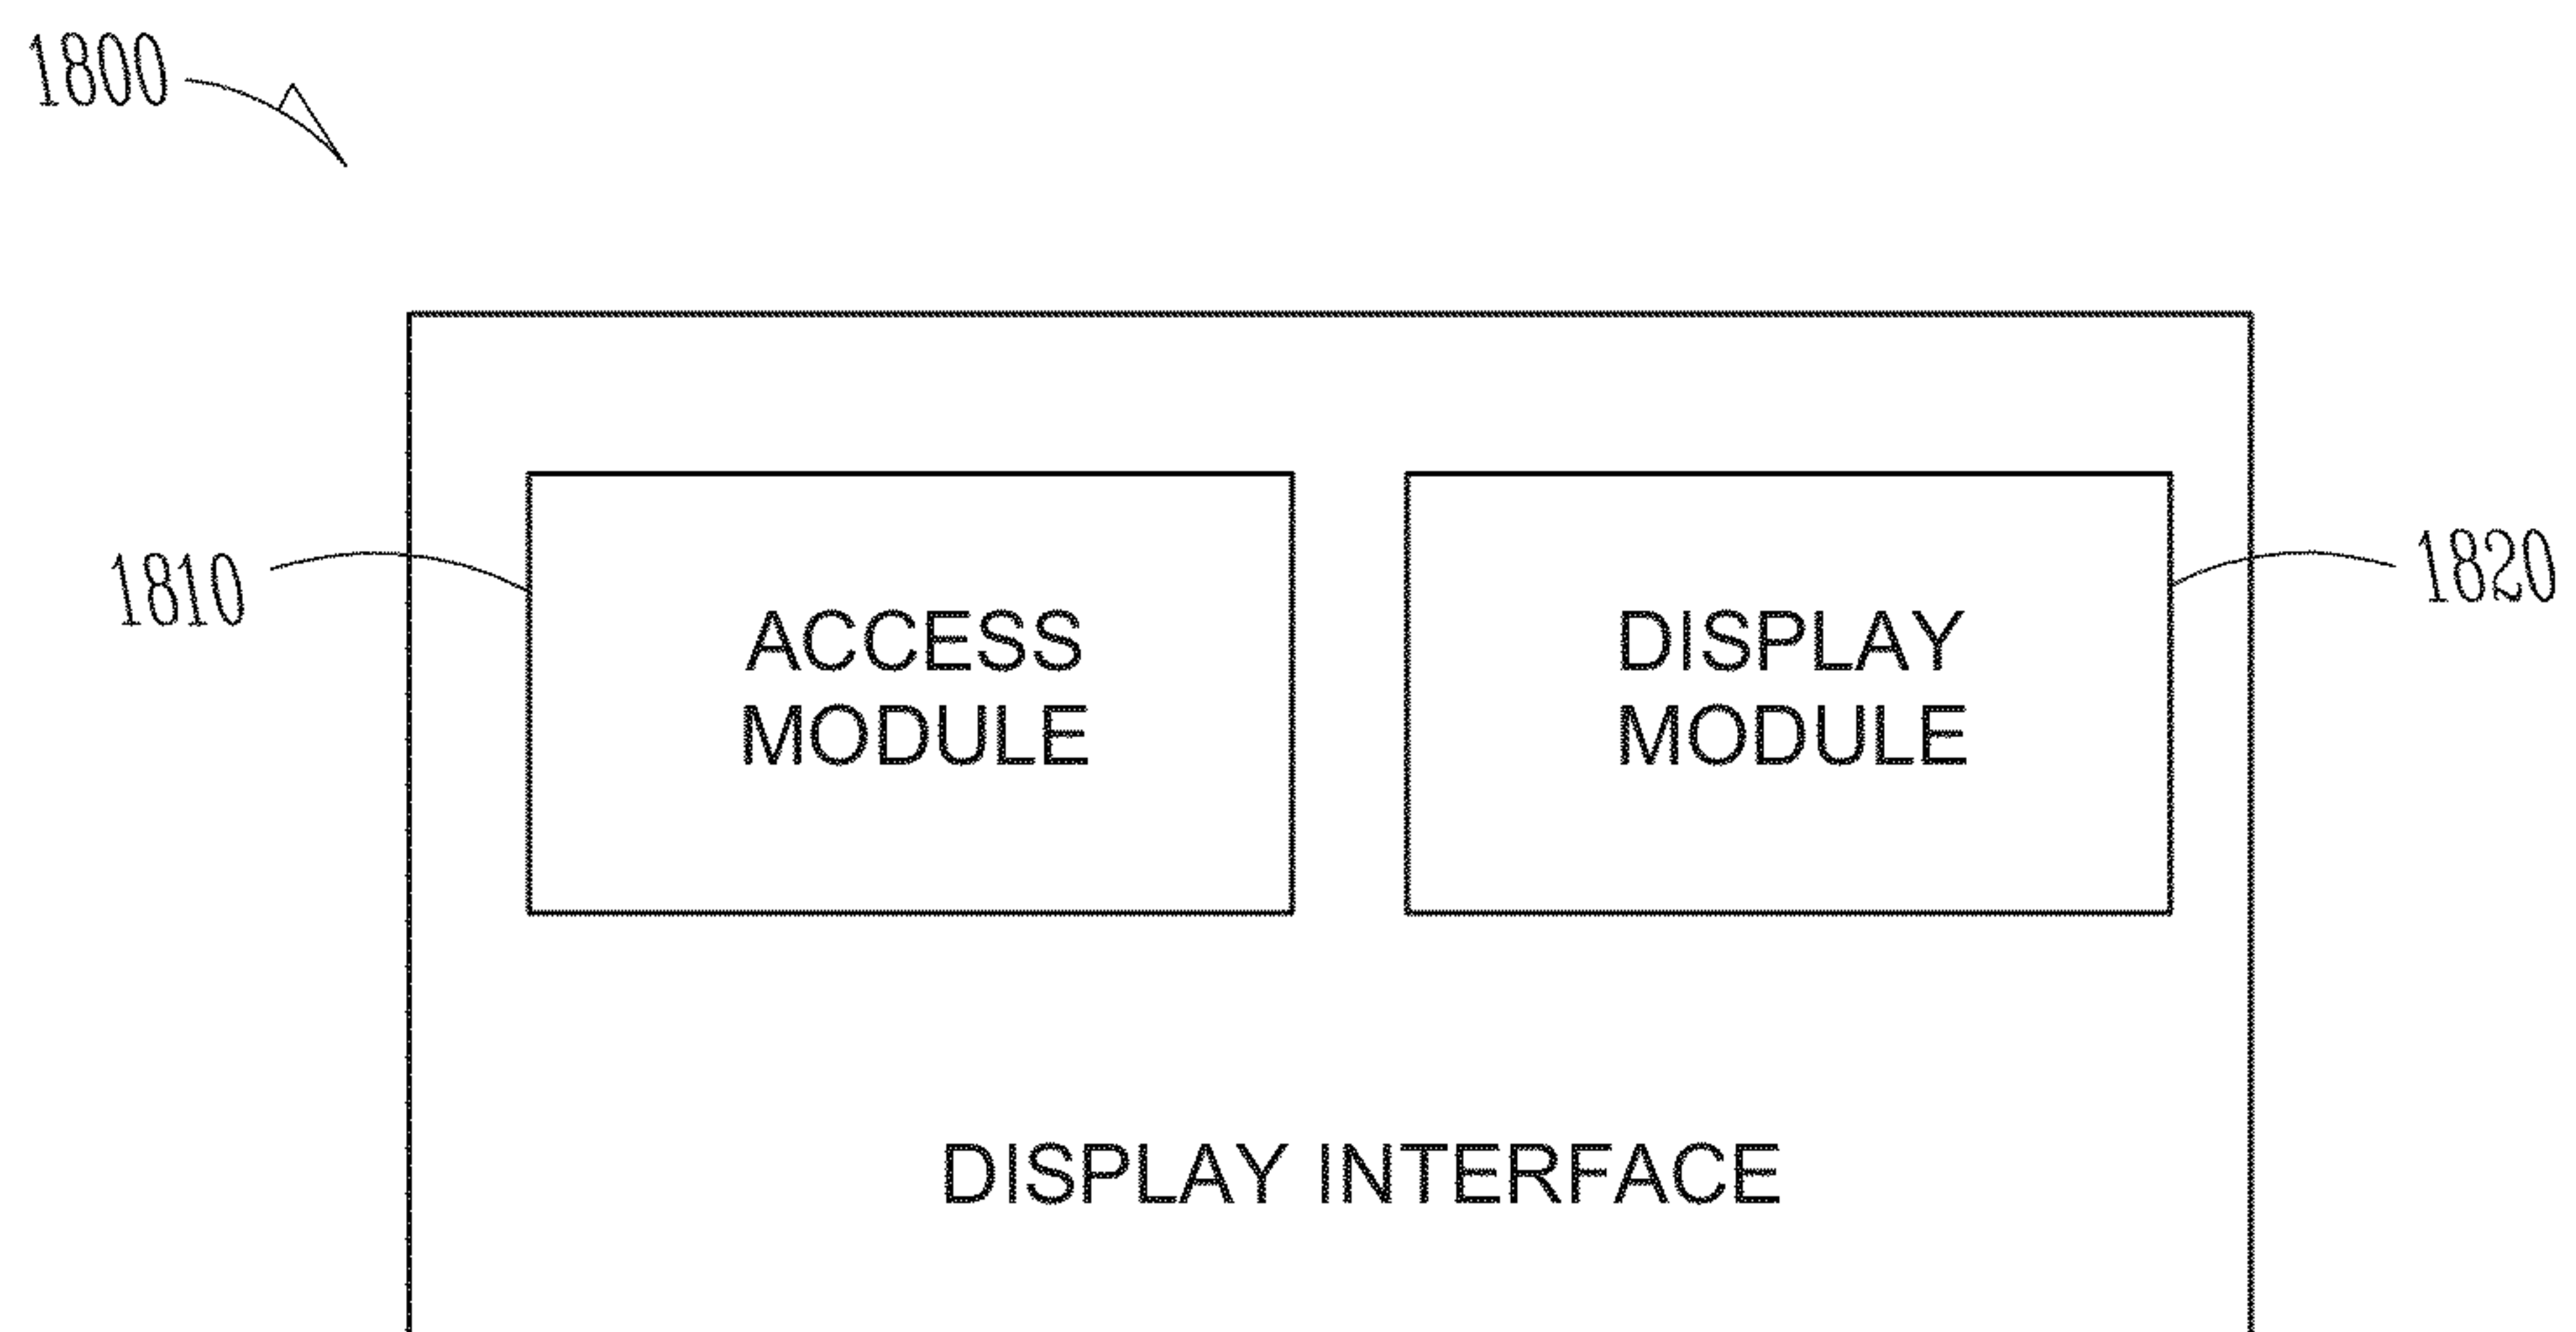 1800
1810
ACCESS
MODULE
DISPLAY
MODULE
1820
DISPLAY INTERFACE